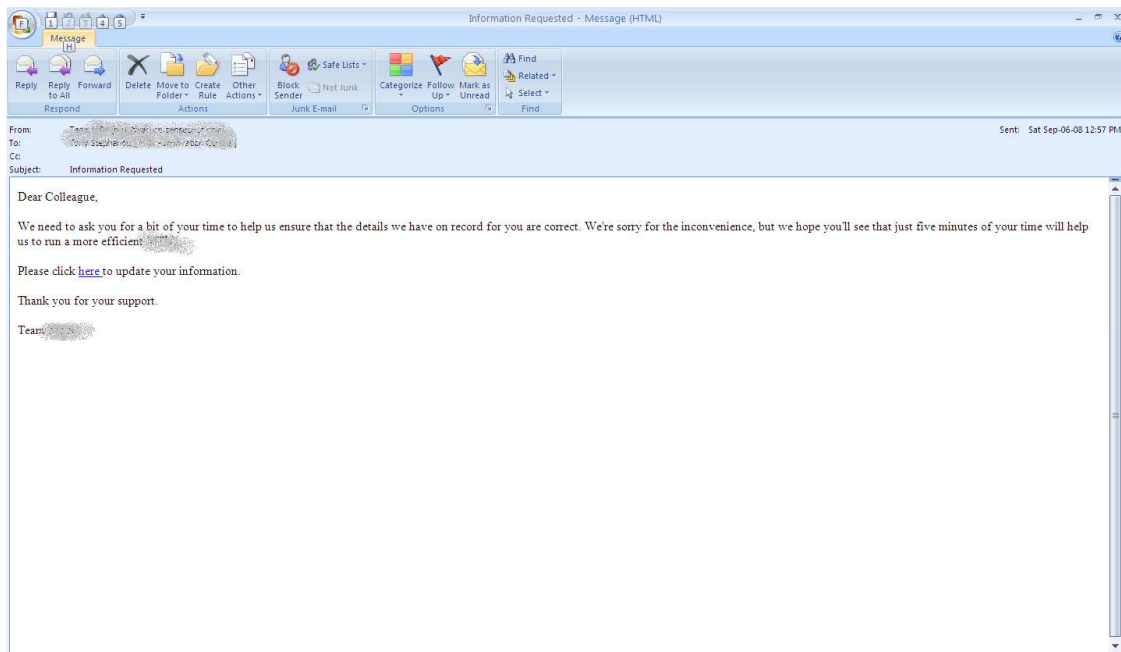 1 2 3 4 5
Information Requested - Message (HTML)
F
Message
H
Reply Reply to All Forward
Delete Move to Folder Create Rule Other Actions
Block Sender Safe Lists Not Junk
Categorize Follow Up Mark as Unread
Find
Related
Select
Respond Actions Junk E-mail Options Find
From: Sent: Sat Sep-06-08 12:57 PM
To:
Cc:
Subject: Information Requested
Dear Colleague,
We need to ask you for a bit of your time to help us ensure that the details we have on record for you are correct. We're sorry for the inconvenience, but we hope you'll see that just five minutes of your time will help
us to run a more efficient
Please click here to update your information.
Thank you for your support.
Team